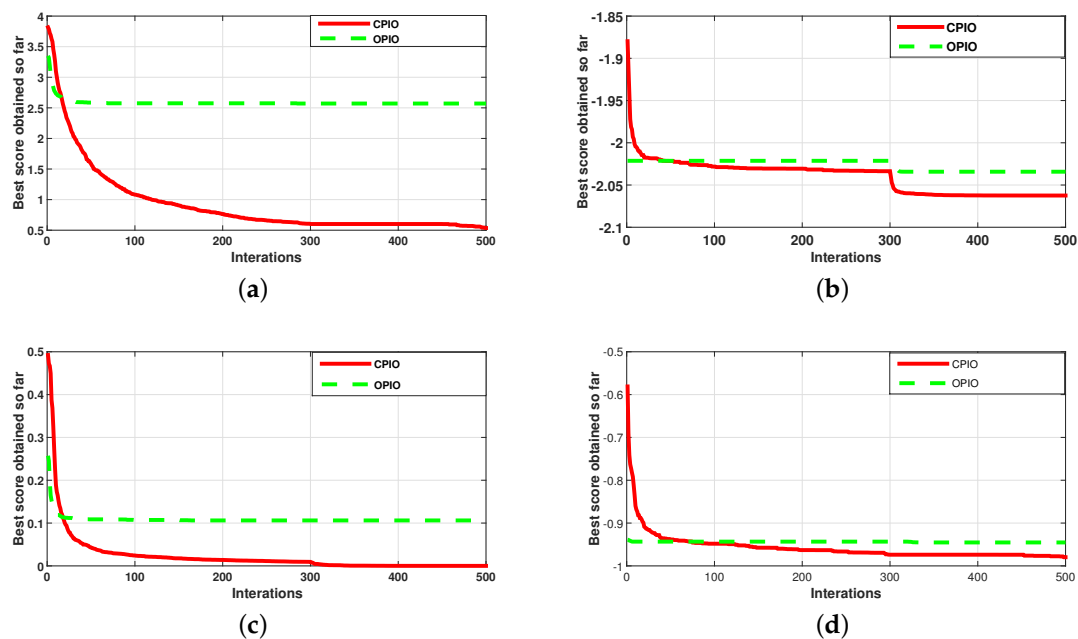 4
3.5
3
2.5
2
1.5
1
0.5
Best score obtained so far
CPIO
OPIO
0 100 200 300 400 500
Interations
(a)
-1.85
-1.9
-1.95
-2
-2.05
-2.1
Best score obtained so far
CPIO
OPIO
0 100 200 300 400 500
Interations
(b)
0.5
0.4
0.3
0.2
0.1
0
Best score obtained so far
CPIO
OPIO
0 100 200 300 400 500
Interations
(c)
-0.5
-0.6
-0.7
-0.8
-0.9
-1
Best score obtained so far
CPIO
OPIO
0 100 200 300 400 500
Interations
(d)